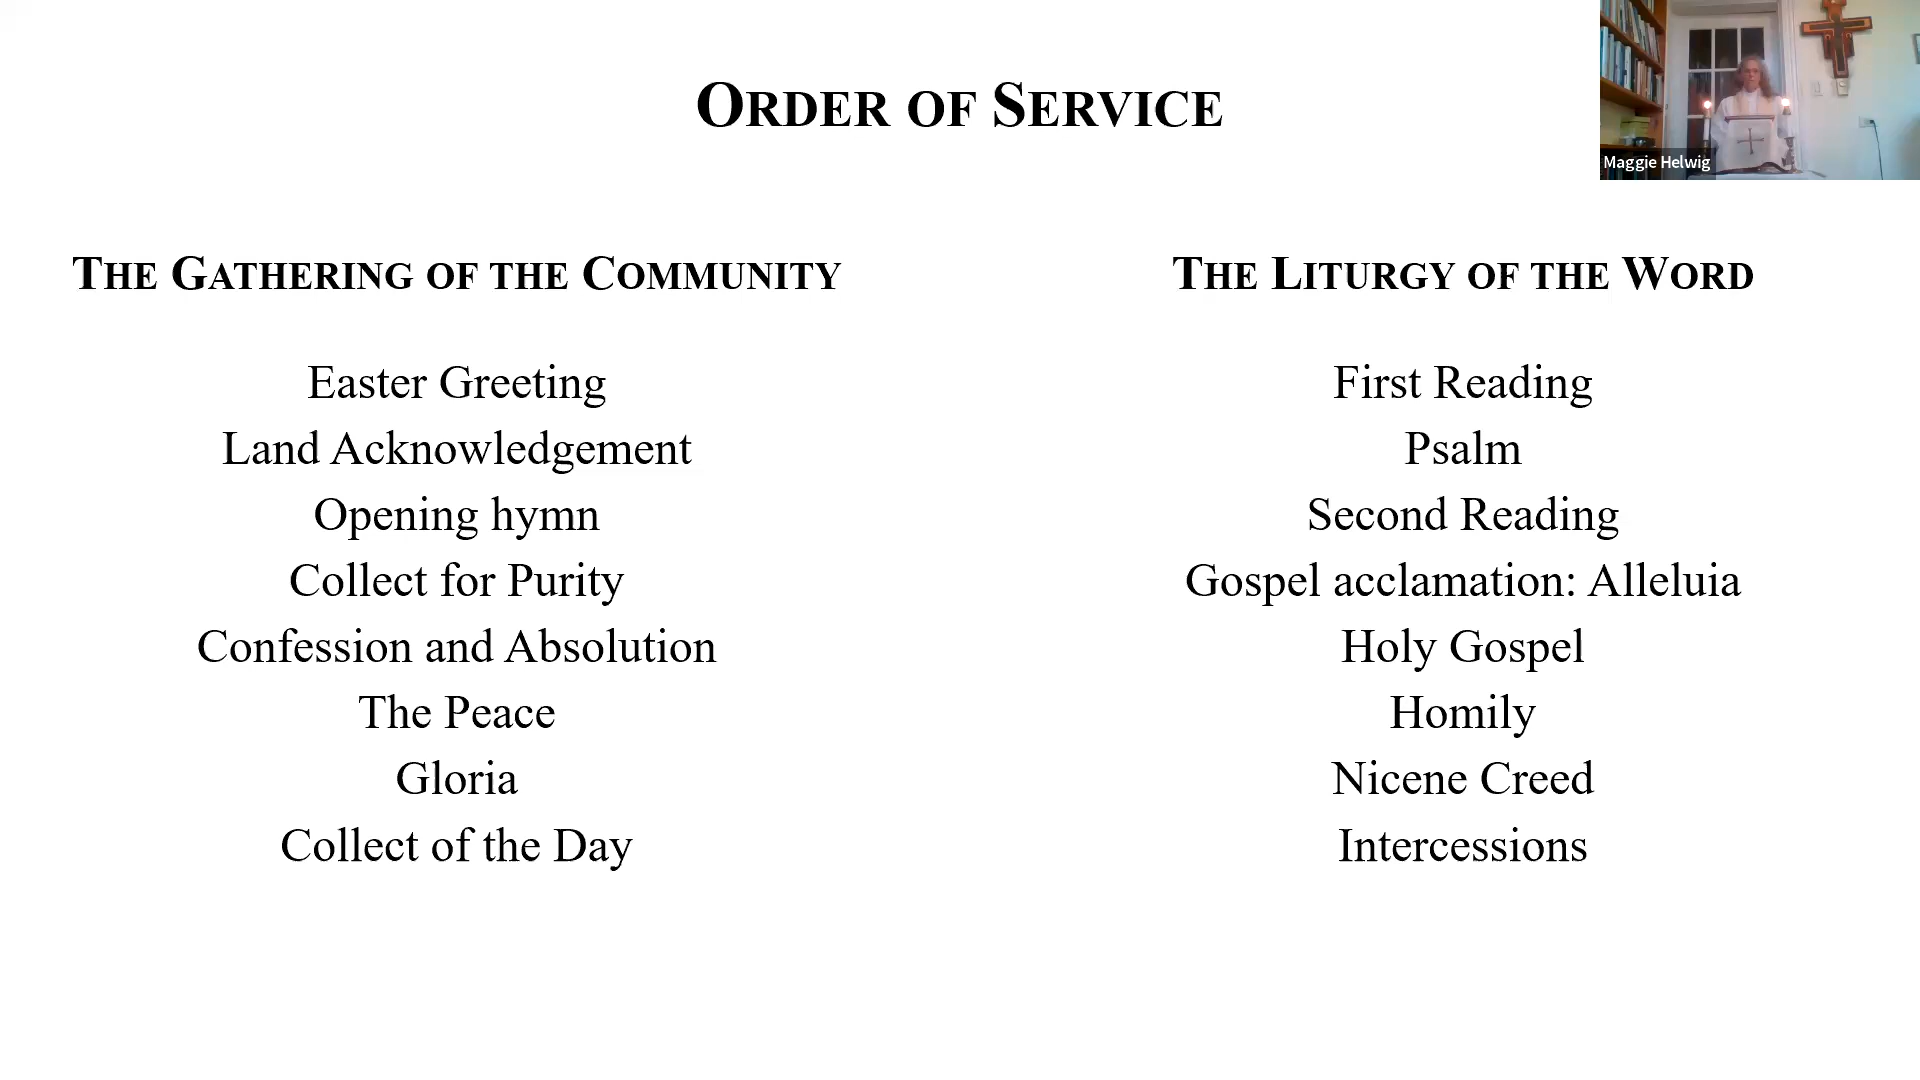 ORDER OF SERVICE
Maggie Helwig
THE GATHERING OF THE COMMUNITY
Easter Greeting
Land Acknowledgement
Opening hymn
Collect for Purity
Confession and Absolution
The Peace
Gloria
Collect of the Day
THE LITURGY OF THE WORD
First Reading
Psalm
Second Reading
Gospel acclamation: Alleluia
Holy Gospel
Homily
Nicene Creed
Intercessions